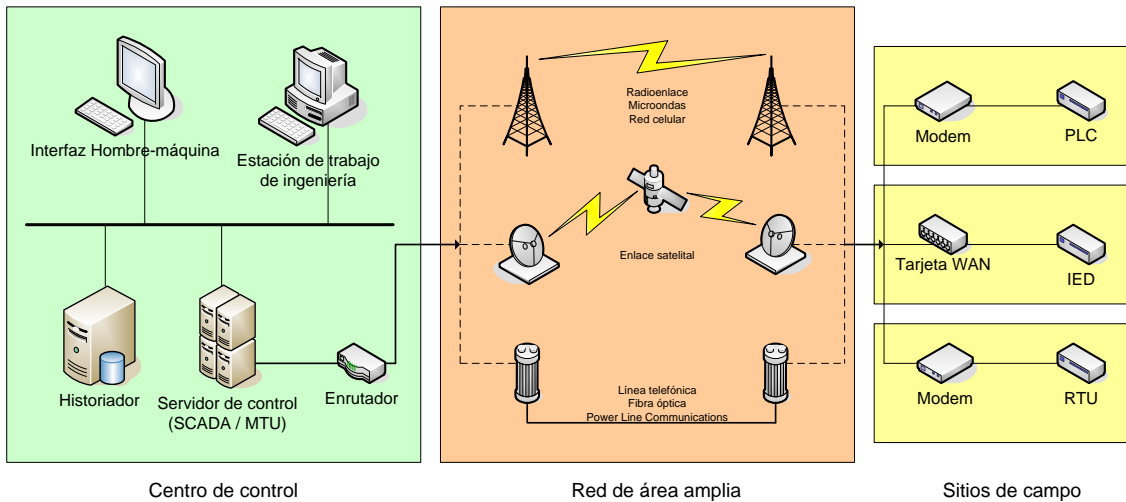 Interfaz Hombre-máquina
Estación de trabajo
de ingeniería
Historiador
Servidor de control
(SCADA / MTU)
Enrutador
Radioenlace
Microondas
Red celular
Enlace satelital
Línea telefónica
Fibra óptica
Power Line Communications
Modem
PLC
Tarjeta WAN
IED
Modem
RTU
Centro de control
Red de área amplia
Sitios de campo